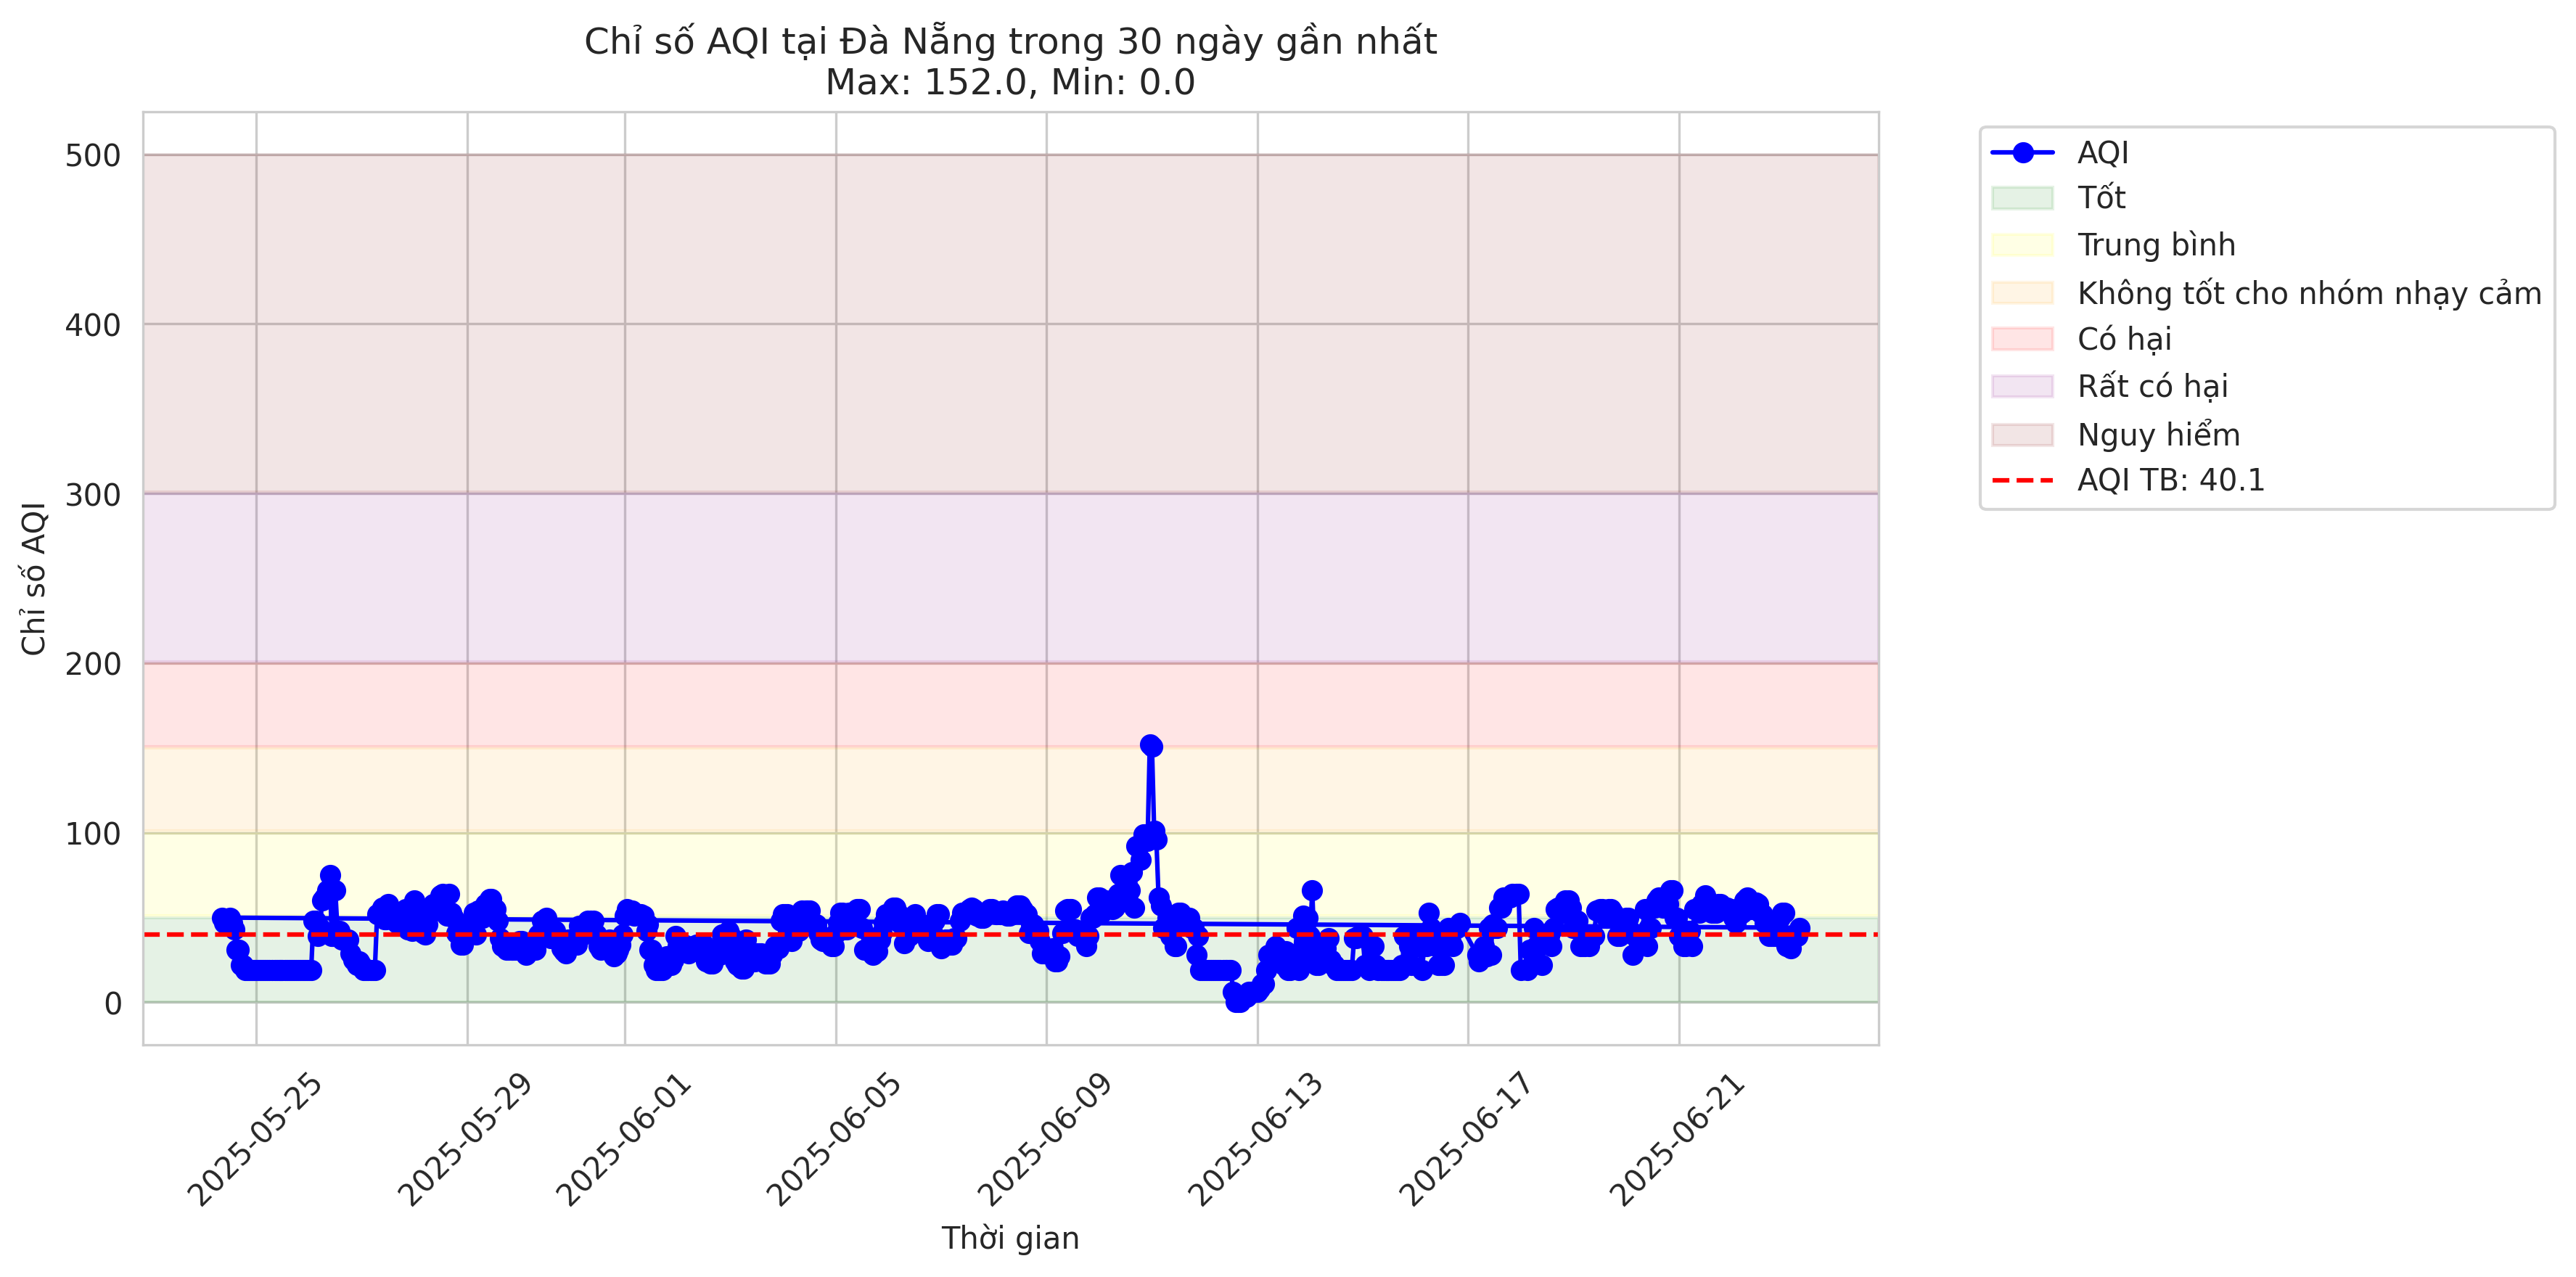 Chỉ số AQI tại Đà Nẵng trong 30 ngày gần nhất
Max: 152.0, Min: 0.0
Chỉ số AQI
500
400
300
200
100
0
2025-05-25
2025-05-29
2025-06-01
2025-06-05
2025-06-09
2025-06-13
2025-06-17
2025-06-21
Thời gian
AQI
Tốt
Trung bình
Không tốt cho nhóm nhạy cảm
Có hại
Rất có hại
Nguy hiểm
AQI TB: 40.1